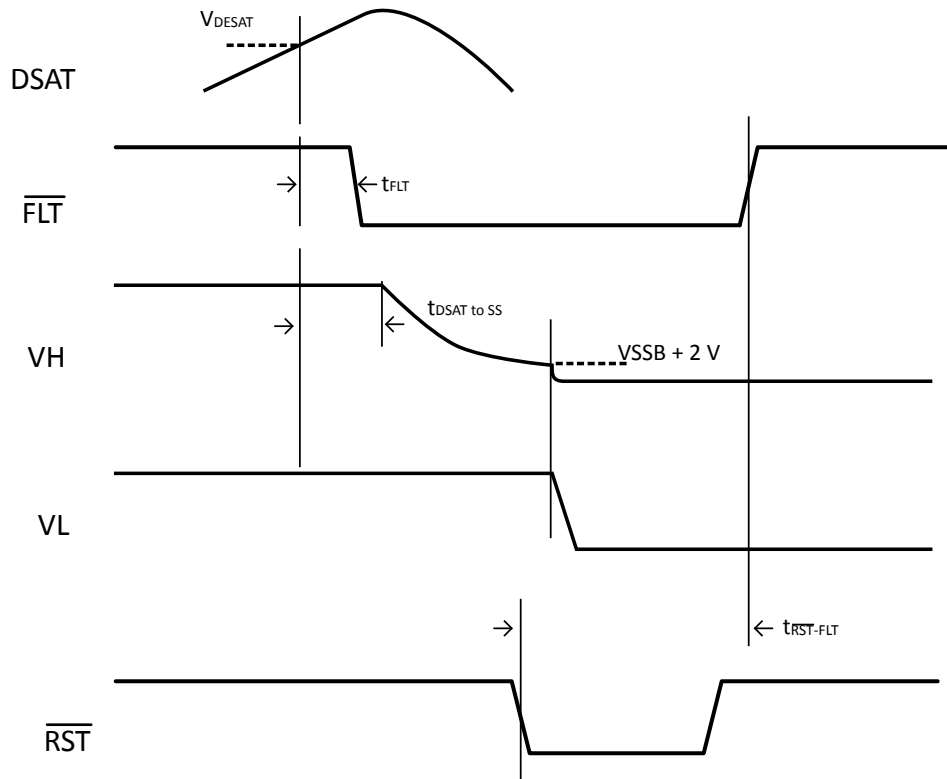 VDESAT
DSAT
FLT
tFLT
tDSAT to SS
VH
VSSB + 2 V
VL
tRST-FLT
RST